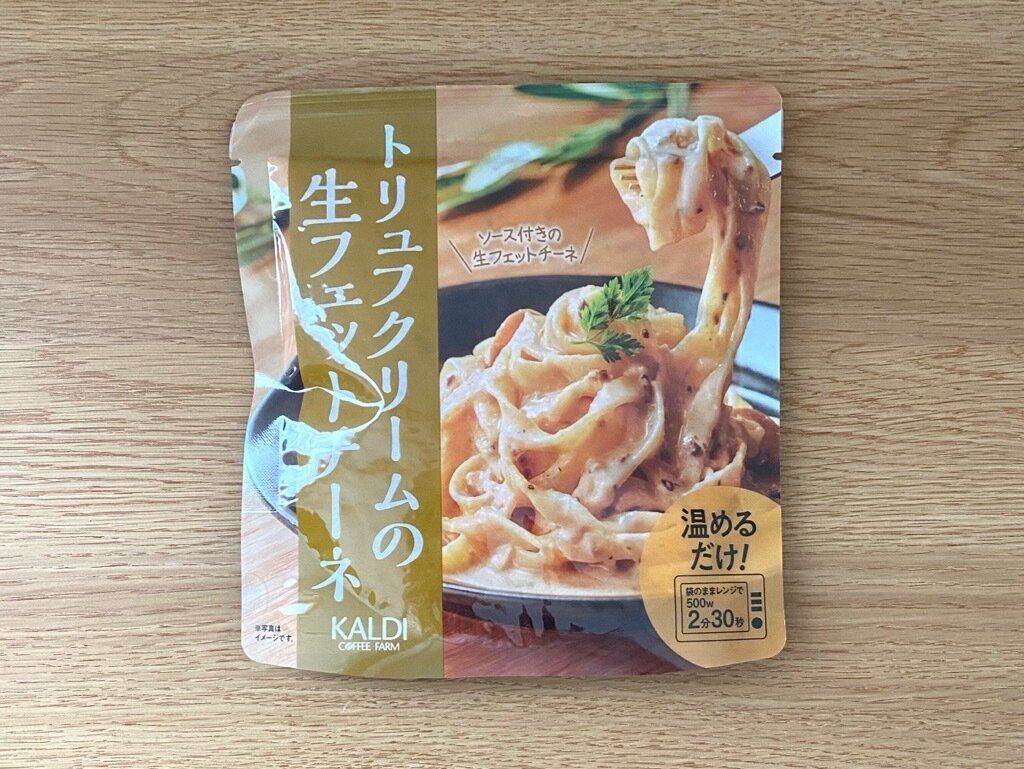 トリュフクリームの
生フェットチーネ
ソース付きの
生フェットチーネ
温める
だけ!
袋のままレンジで
500w
2分30秒
※写真は
イメージです。
KALDI
COFFEE FARM